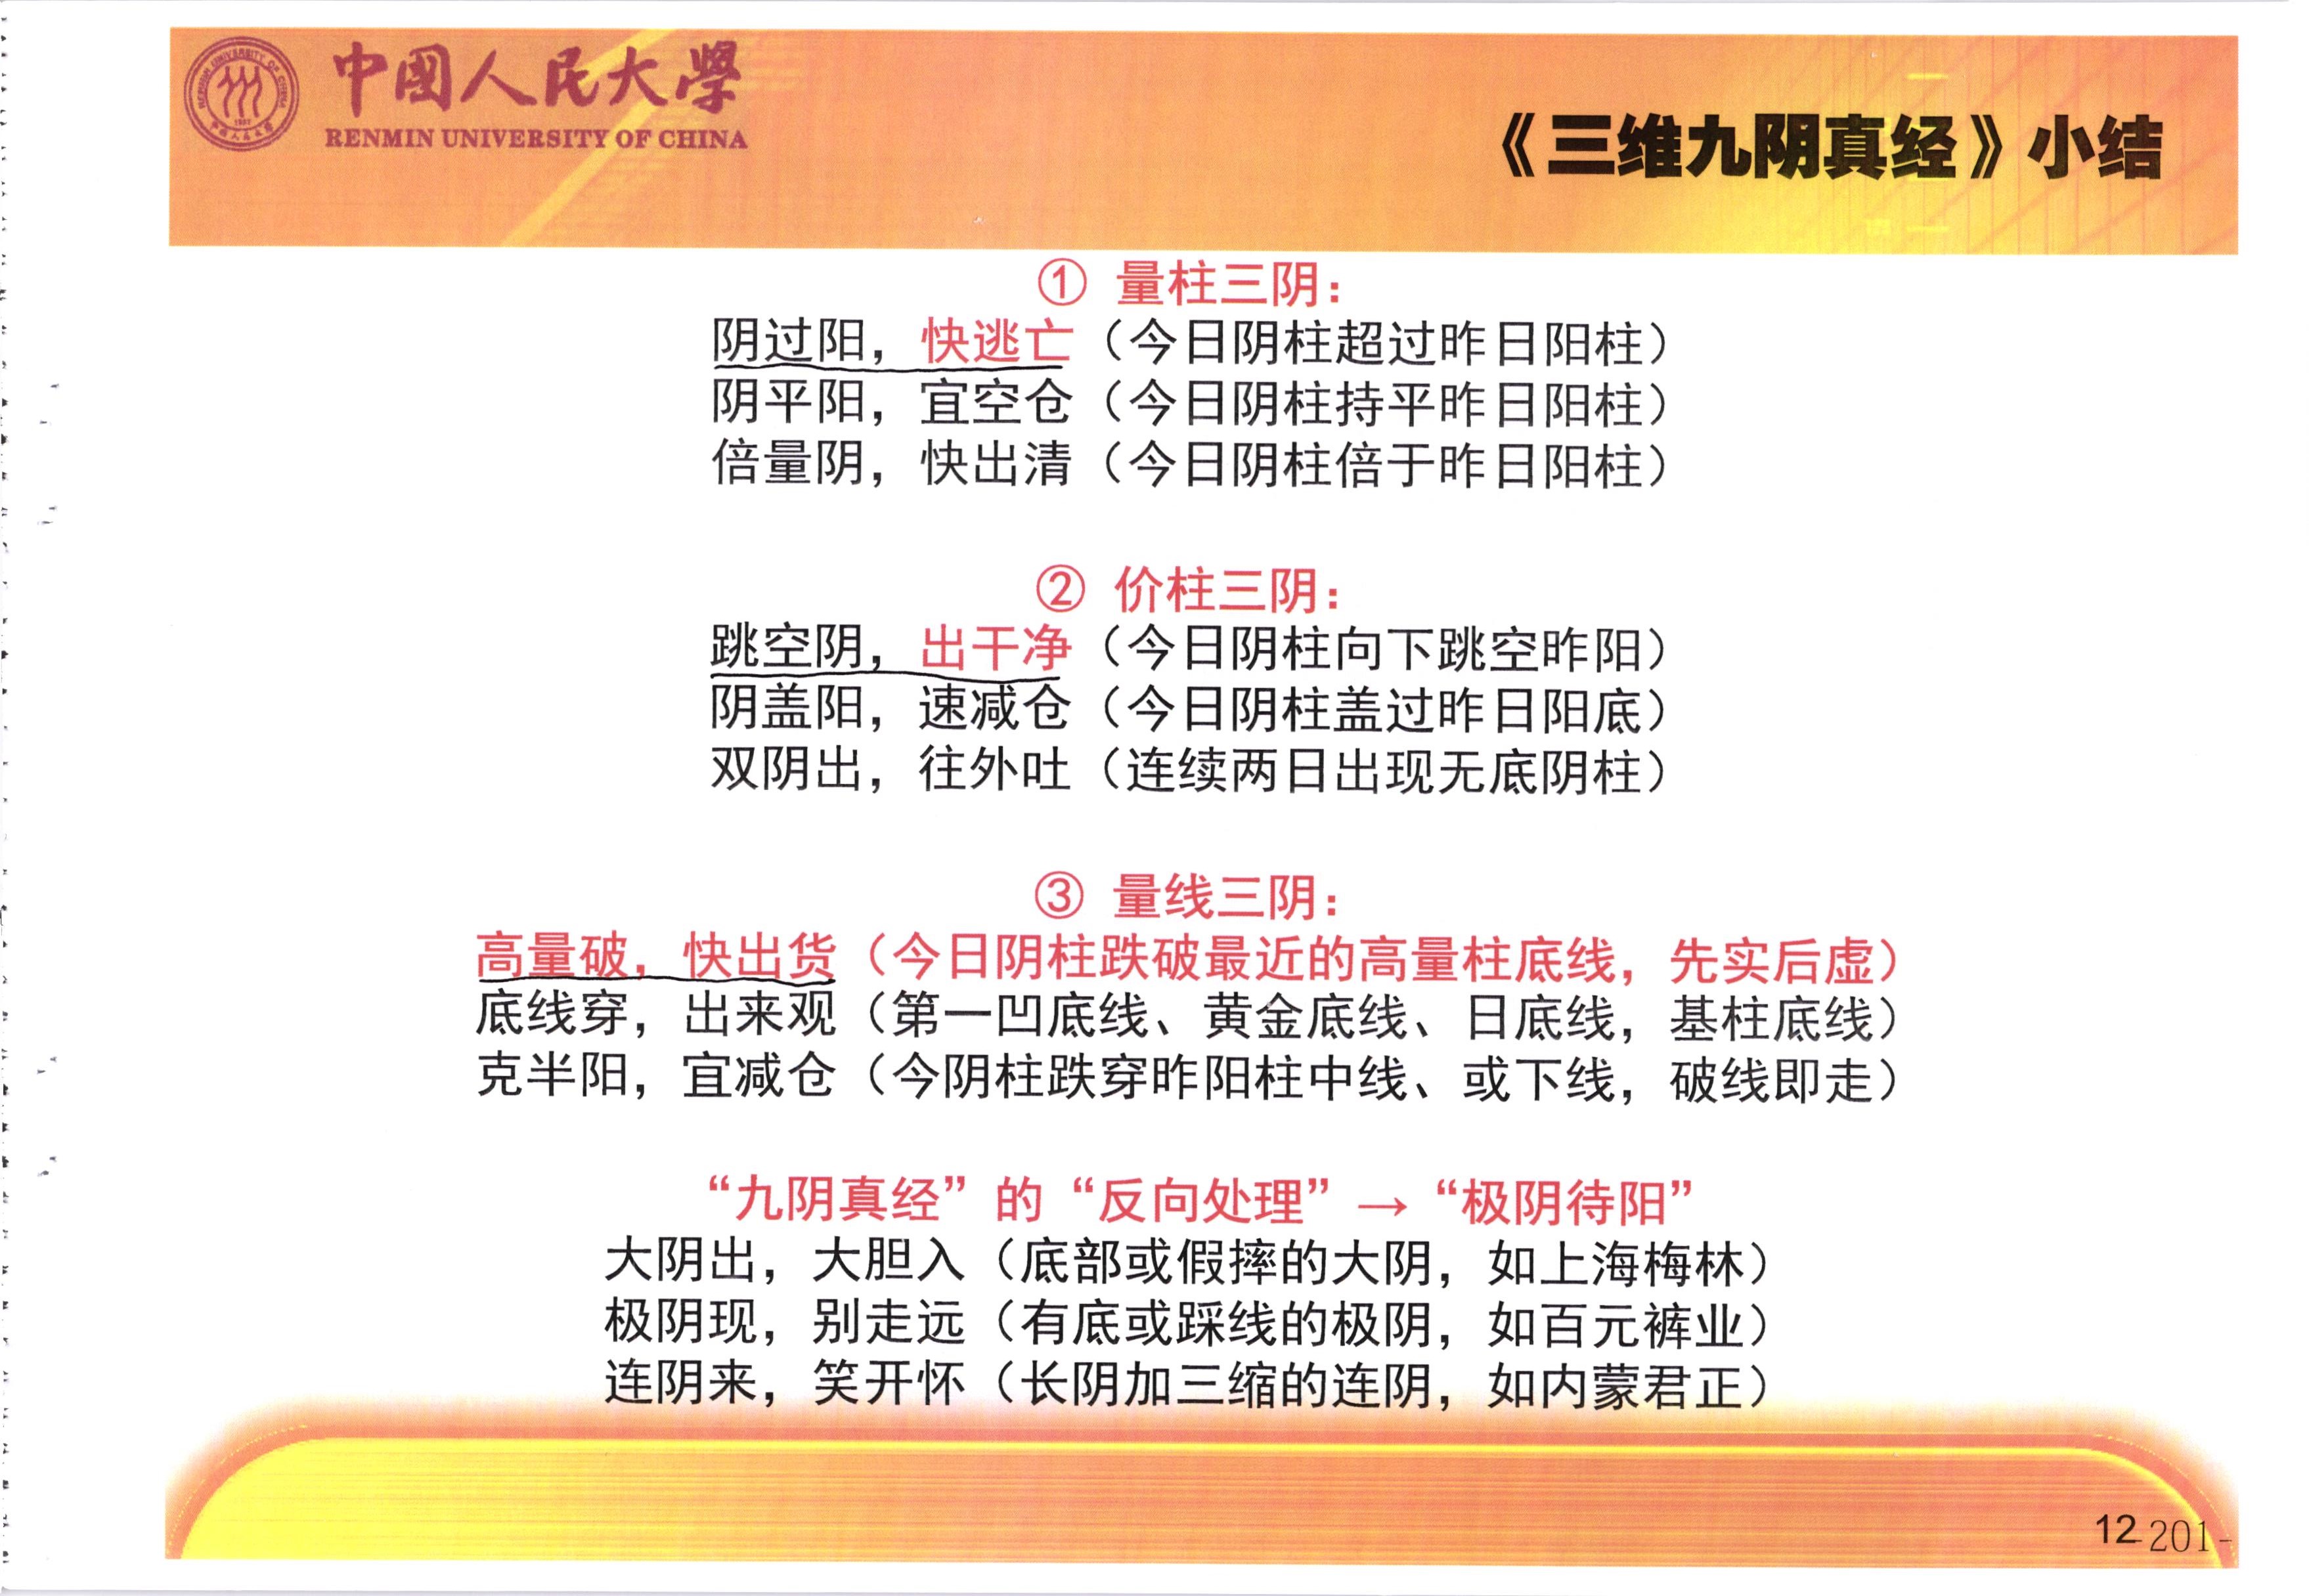 中國人民大學
RENMIN UNIVERSITY OF CHINA
《三维九阴真经》小结
① 量柱三阴：
阴过阳，快逃亡（今日阴柱超过昨日阳柱）
阴平阳，宜空仓（今日阴柱持平昨日阳柱）
倍量阴，快出清（今日阴柱倍于昨日阳柱）
② 价柱三阴：
跳空阴，出干净（今日阴柱向下跳空昨阳）
阴盖阳，速减仓（今日阴柱盖过昨日阳底）
双阴出，往外吐（连续两日出现无底阴柱）
③ 量线三阴：
高量破，快出货（今日阴柱跌破最近的高量柱底线，先实后虚）
底线穿，出来观（第一凹底线、黄金底线、日底线，基柱底线）
克半阳，宜减仓（今阴柱跌穿昨阳柱中线、或下线，破线即走）
“九阴真经”的“反向处理”→“极阴待阳”
大阴出，大胆入（底部或假摔的大阴，如上海梅林）
极阴现，别走远（有底或踩线的极阴，如百元裤业）
连阴来，笑开怀（长阴加三缩的连阴，如内蒙君正）
12 201-